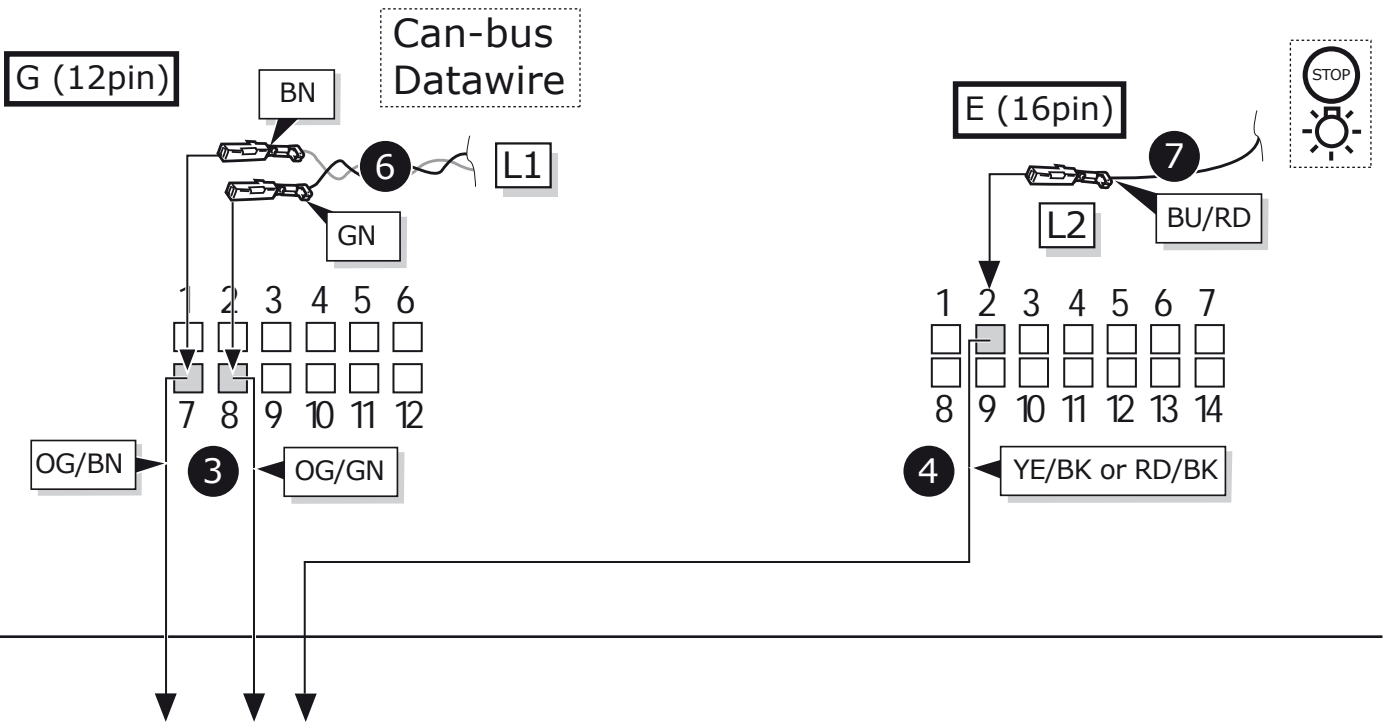 Can-bus
Datawire
G (12pin)
BN
6
L1
GN
1 2 3 4 5 6
7 8 9 10 11 12
OG/BN
3
OG/GN
STOP
E (16pin)
7
BU/RD
L2
1 2 3 4 5 6 7
8 9 10 11 12 13 14
4
YE/BK or RD/BK